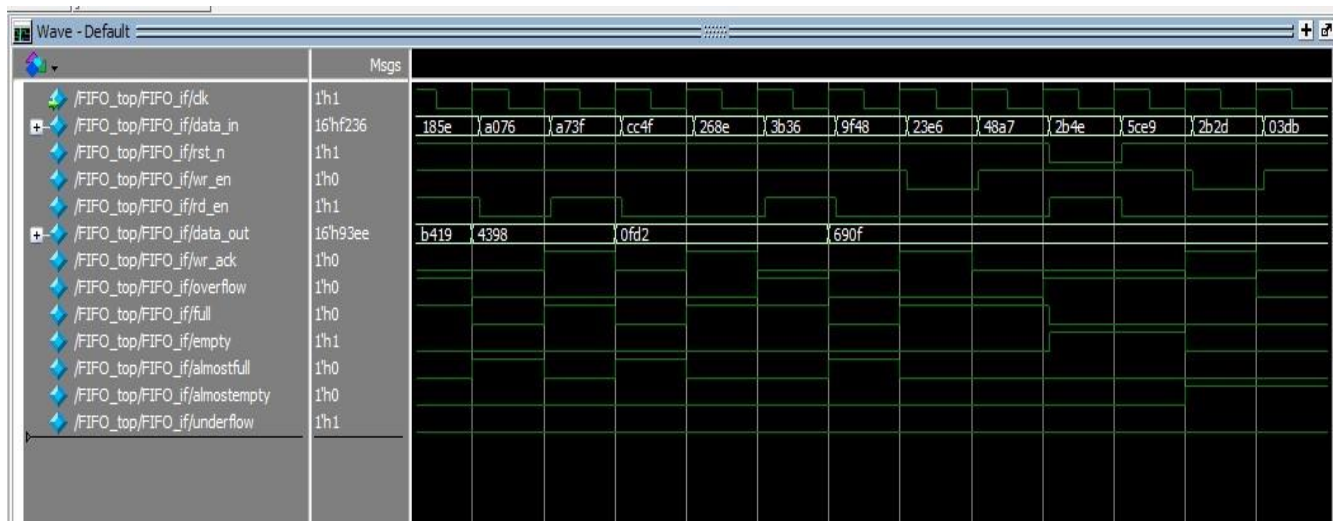 Wave - Default
Msgs
/FIFO_top/FIFO_if/clk 1'h1
/FIFO_top/FIFO_if/data_in 16'hf236 185e a076 a73f cc4f 268e 3b36 9f48 23e6 48a7 2b4e 5ce9 2b2d 03db
/FIFO_top/FIFO_if/rst_n 1'h1
/FIFO_top/FIFO_if/wr_en 1'h0
/FIFO_top/FIFO_if/rd_en 1'h1
/FIFO_top/FIFO_if/data_out 16'h93ee b419 4398 0fd2 690f
/FIFO_top/FIFO_if/wr_ack 1'h0
/FIFO_top/FIFO_if/overflow 1'h0
/FIFO_top/FIFO_if/full 1'h0
/FIFO_top/FIFO_if/empty 1'h1
/FIFO_top/FIFO_if/almostfull 1'h0
/FIFO_top/FIFO_if/almostempty 1'h0
/FIFO_top/FIFO_if/underflow 1'h1